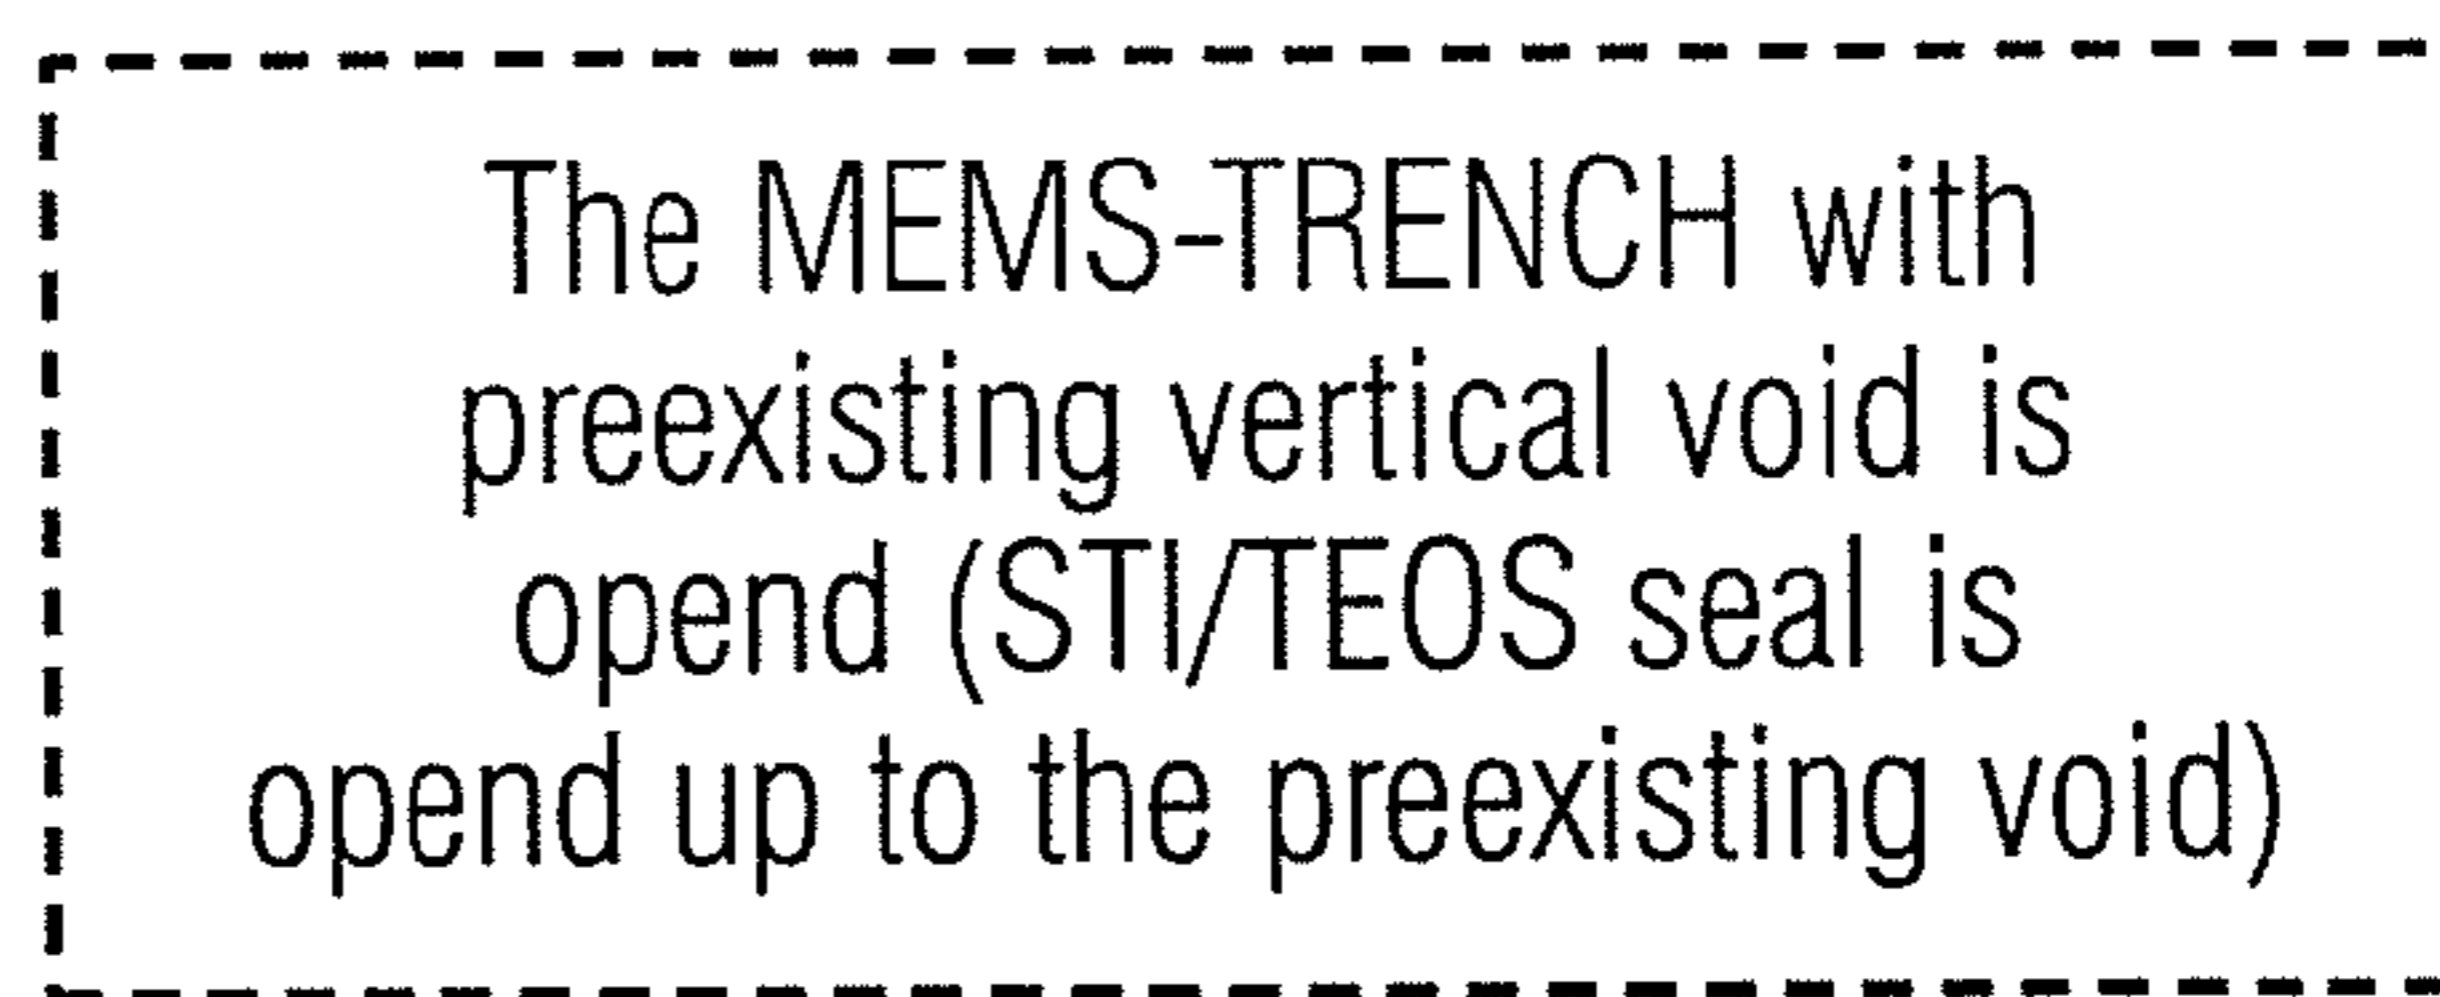 The MEMS-TRENCH with
preexisting vertical void is
opend (STI/TEOS seal is
opend up to the preexisting void)